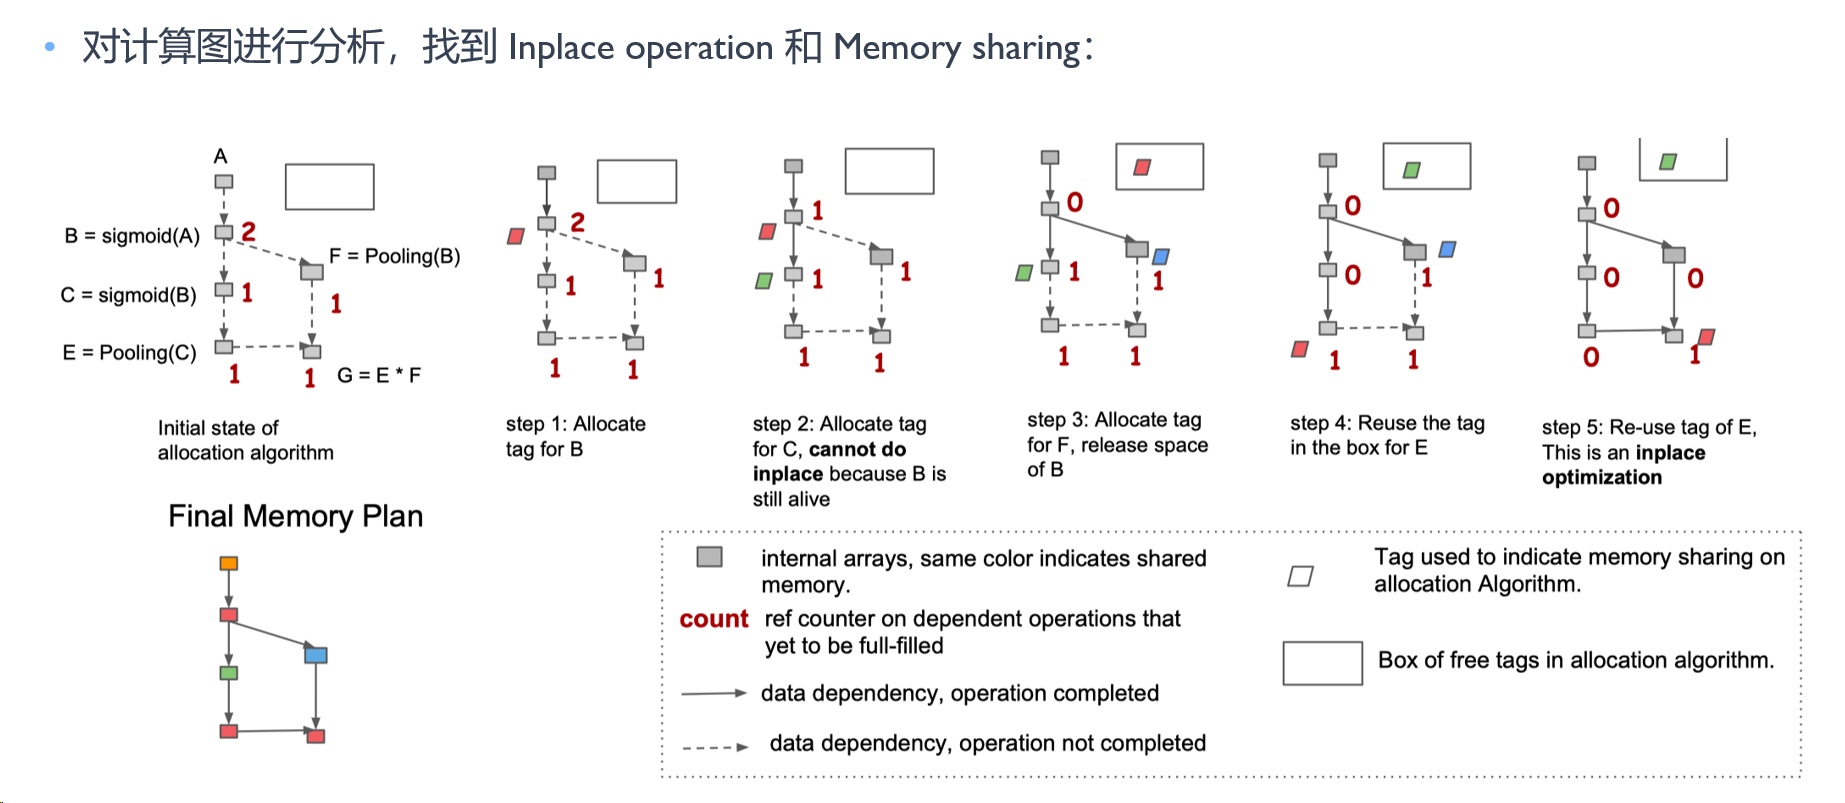 • 对计算图进行分析，找到 Inplace operation 和 Memory sharing：
A
B = sigmoid(A)
2
F = Pooling(B)
C = sigmoid(B)
1
1
E = Pooling(C)
1
1
G = E * F
Initial state of
allocation algorithm
2
1
1
1
1
step 1: Allocate
tag for B
1
1
1
1
1
step 2: Allocate tag
for C, cannot do
inplace because B is
still alive
0
1
1
1
1
step 3: Allocate tag
for F, release space
of B
0
0
1
1
1
step 4: Reuse the tag
in the box for E
0
0
0
0
1
step 5: Re-use tag of E,
This is an inplace
optimization
Final Memory Plan
internal arrays, same color indicates shared
memory.
count ref counter on dependent operations that
yet to be full-filled
data dependency, operation completed
data dependency, operation not completed
Tag used to indicate memory sharing on
allocation Algorithm.
Box of free tags in allocation algorithm.